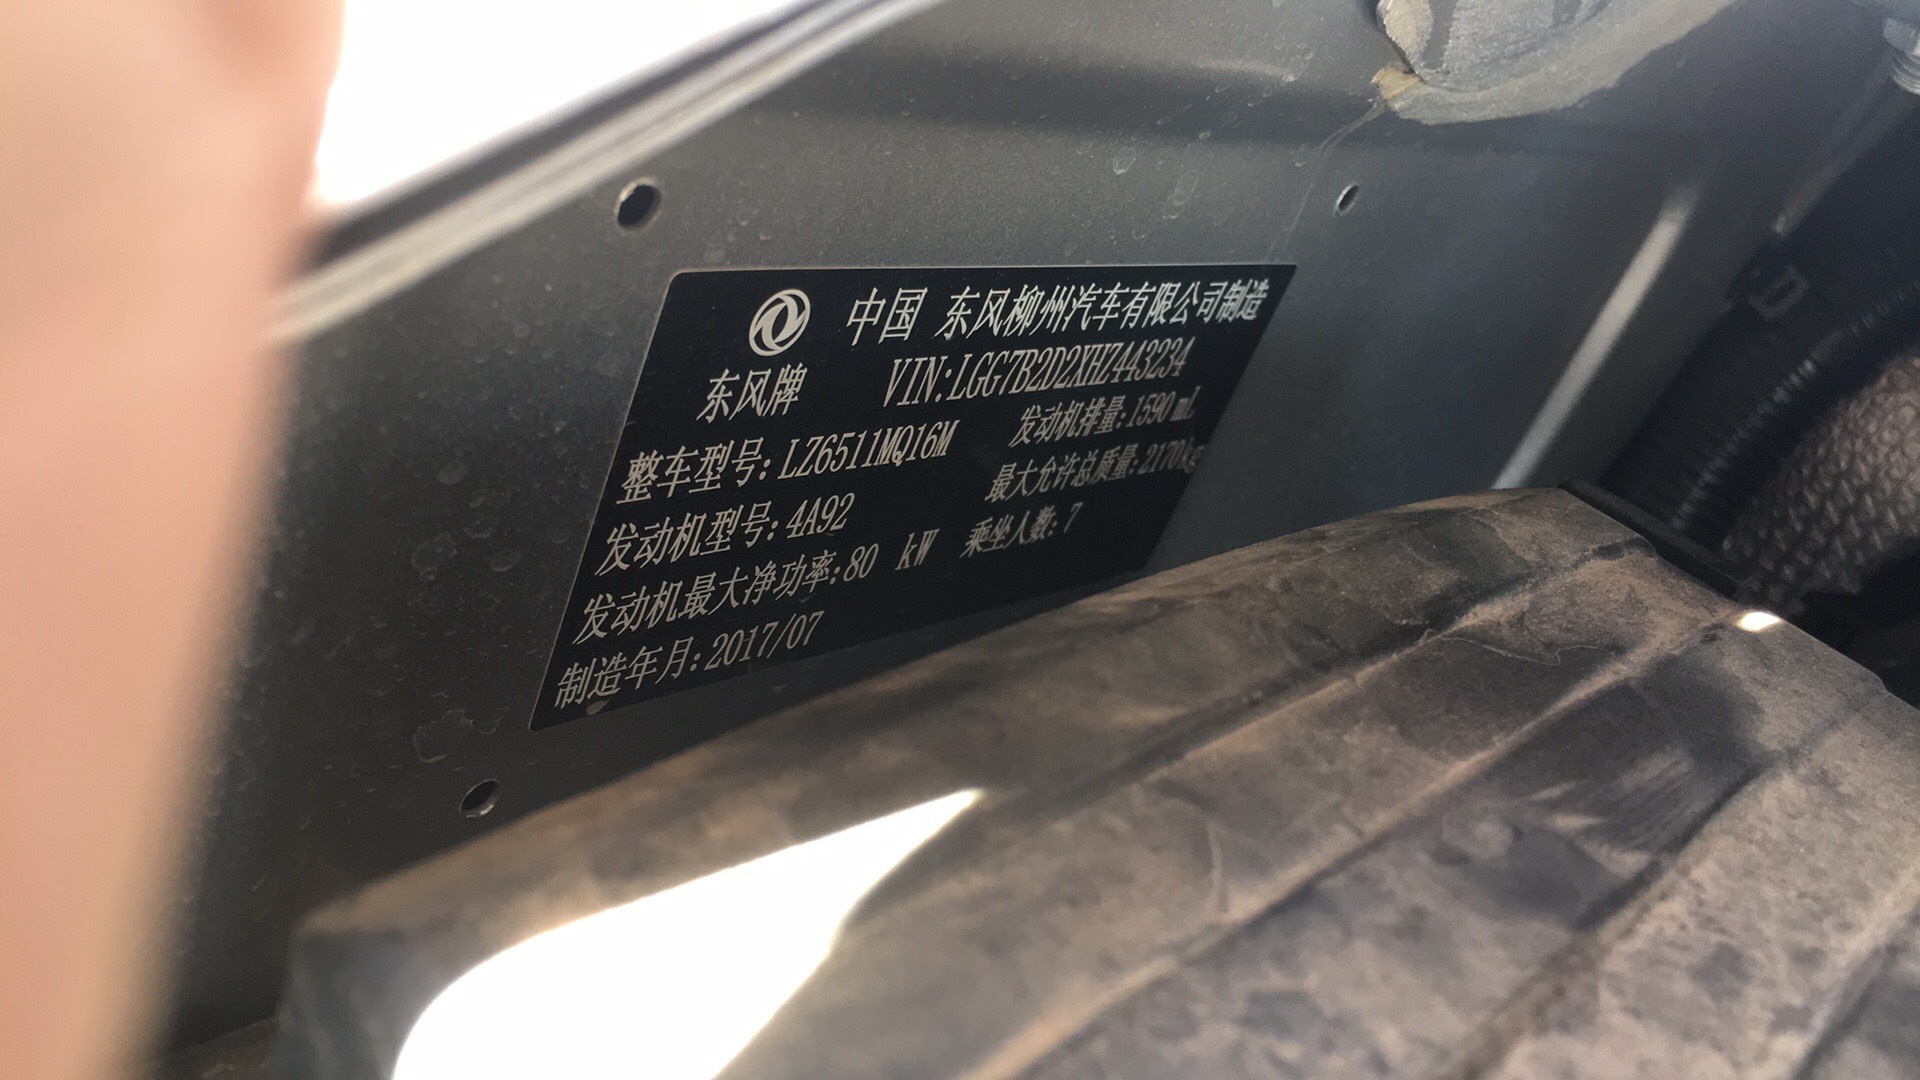 中国 东风柳州汽车有限公司制造
东风牌 VIN:LGG7B2D2XHZ443234
整车型号:LZ6511MQ16M 发动机排量:1590 mL
发动机型号:4A92 最大允许总质量:2170kg
发动机最大净功率:80 kW 乘坐人数:7
制造年月:2017/07